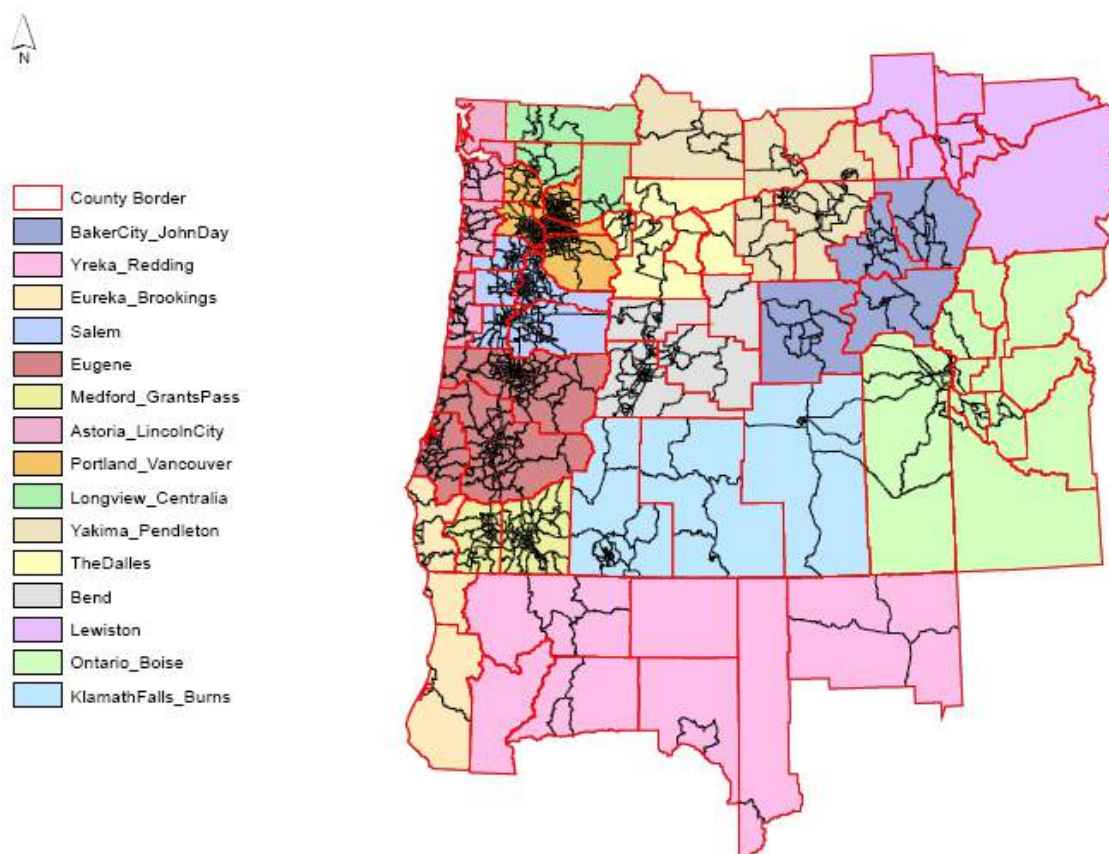 N
County Border
BakerCity_JohnDay
Yreka_Redding
Eureka_Brookings
Salem
Eugene
Medford_GrantsPass
Astoria_LincolnCity
Portland_Vancouver
Longview_Centralia
Yakima_Pendleton
TheDalles
Bend
Lewiston
Ontario_Boise
KlamathFalls_Burns